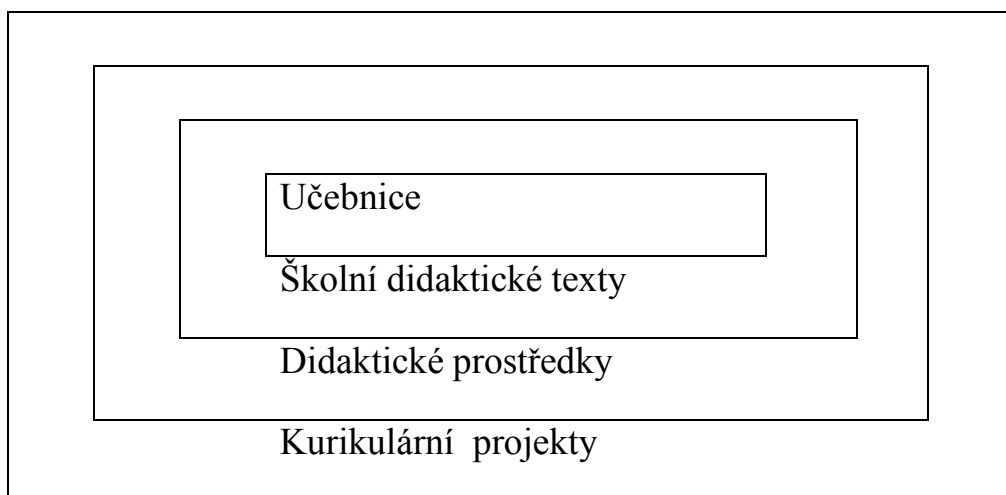 Učebnice
Školní didaktické texty
Didaktické prostředky
Kurikulární  projekty